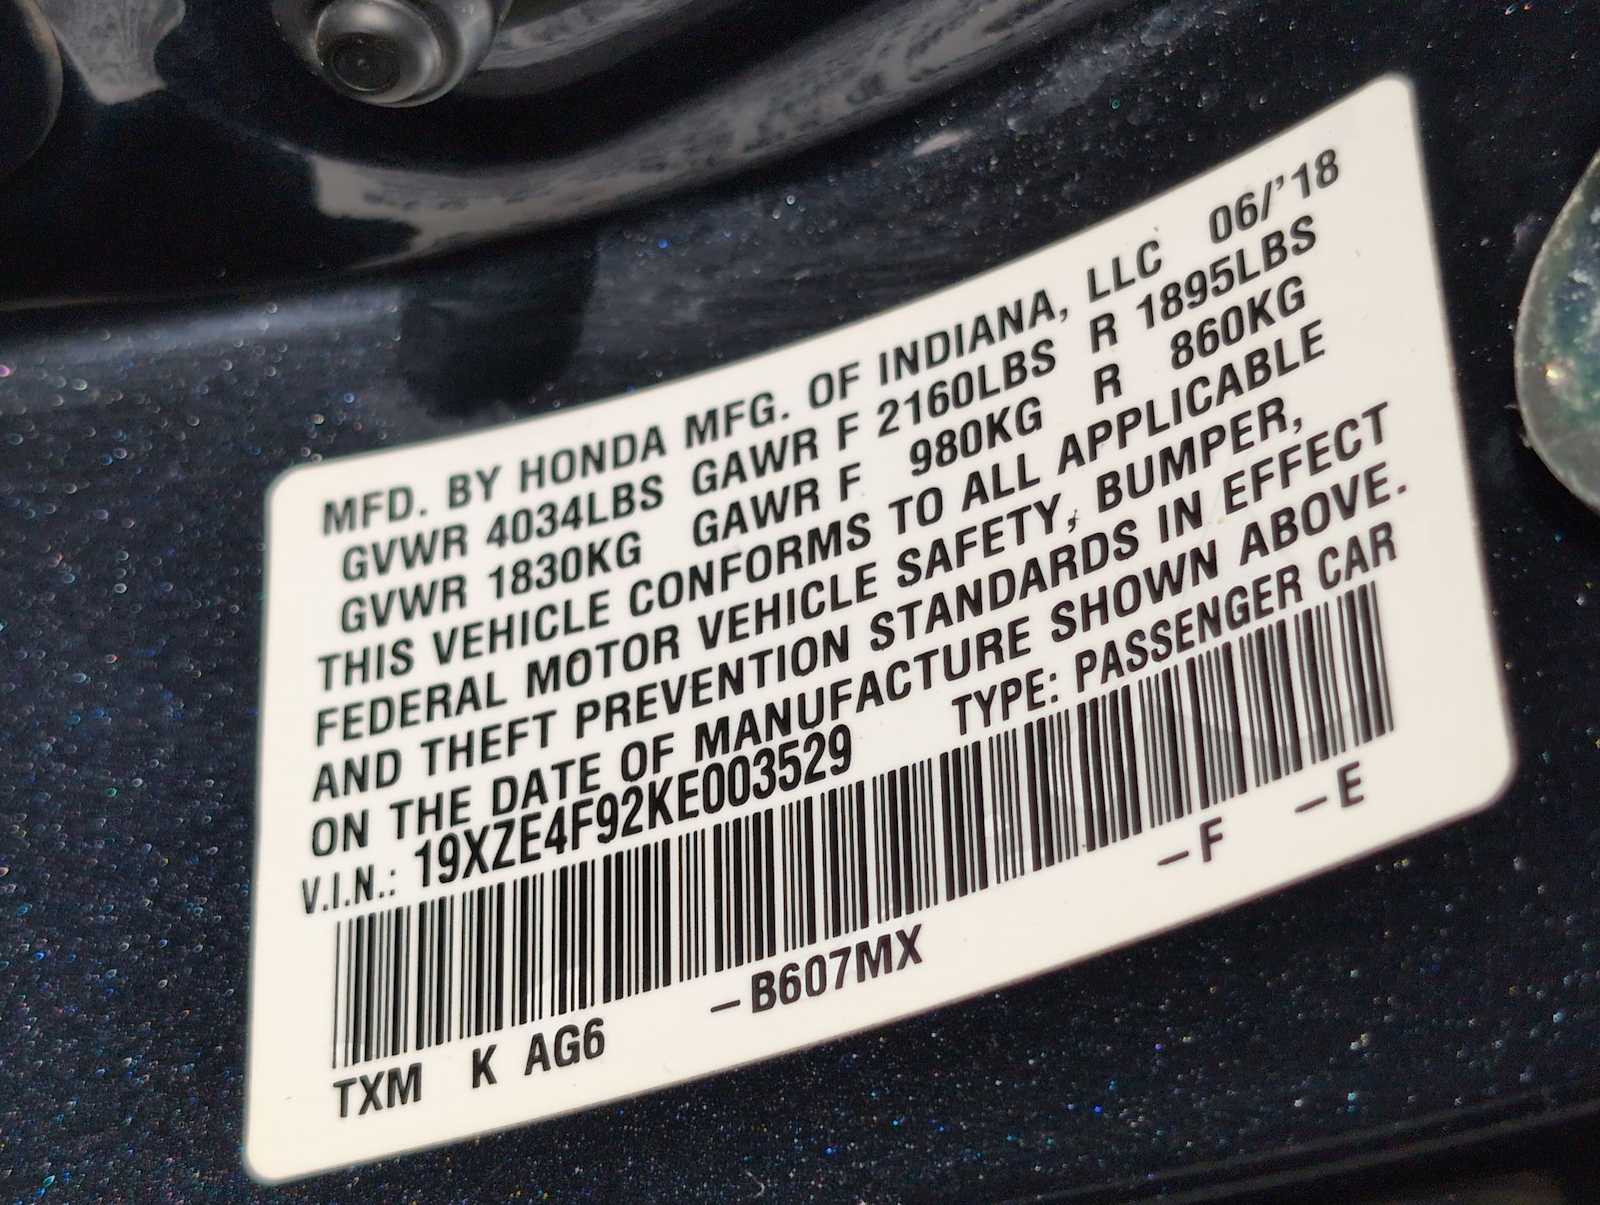 MFD. BY HONDA MFG. OF INDIANA, LLC 06/'18
GVWR 4034LBS GAWR F 2160LBS R 1895LBS
GVWR 1830KG GAWR F 980KG R 860KG
THIS VEHICLE CONFORMS TO ALL APPLICABLE
FEDERAL MOTOR VEHICLE SAFETY, BUMPER,
AND THEFT PREVENTION STANDARDS IN EFFECT
ON THE DATE OF MANUFACTURE SHOWN ABOVE.
V.I.N.: 19XZE4F92KE003529 TYPE: PASSENGER CAR
TXM K AG6 –B607MX –F –E